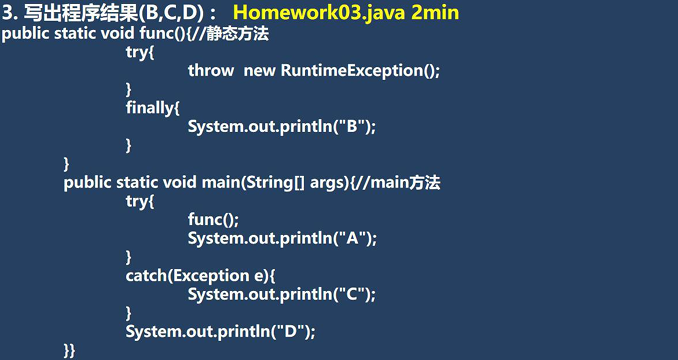 3. 写出程序结果(B,C,D)： Homework03.java 2min
public static void func(){//静态方法
try{
throw  new RuntimeException();
}
finally{
System.out.println("B");
}
}
public static void main(String[] args){//main方法
try{
func();
System.out.println("A");
}
catch(Exception e){
System.out.println("C");
}
System.out.println("D");
}}